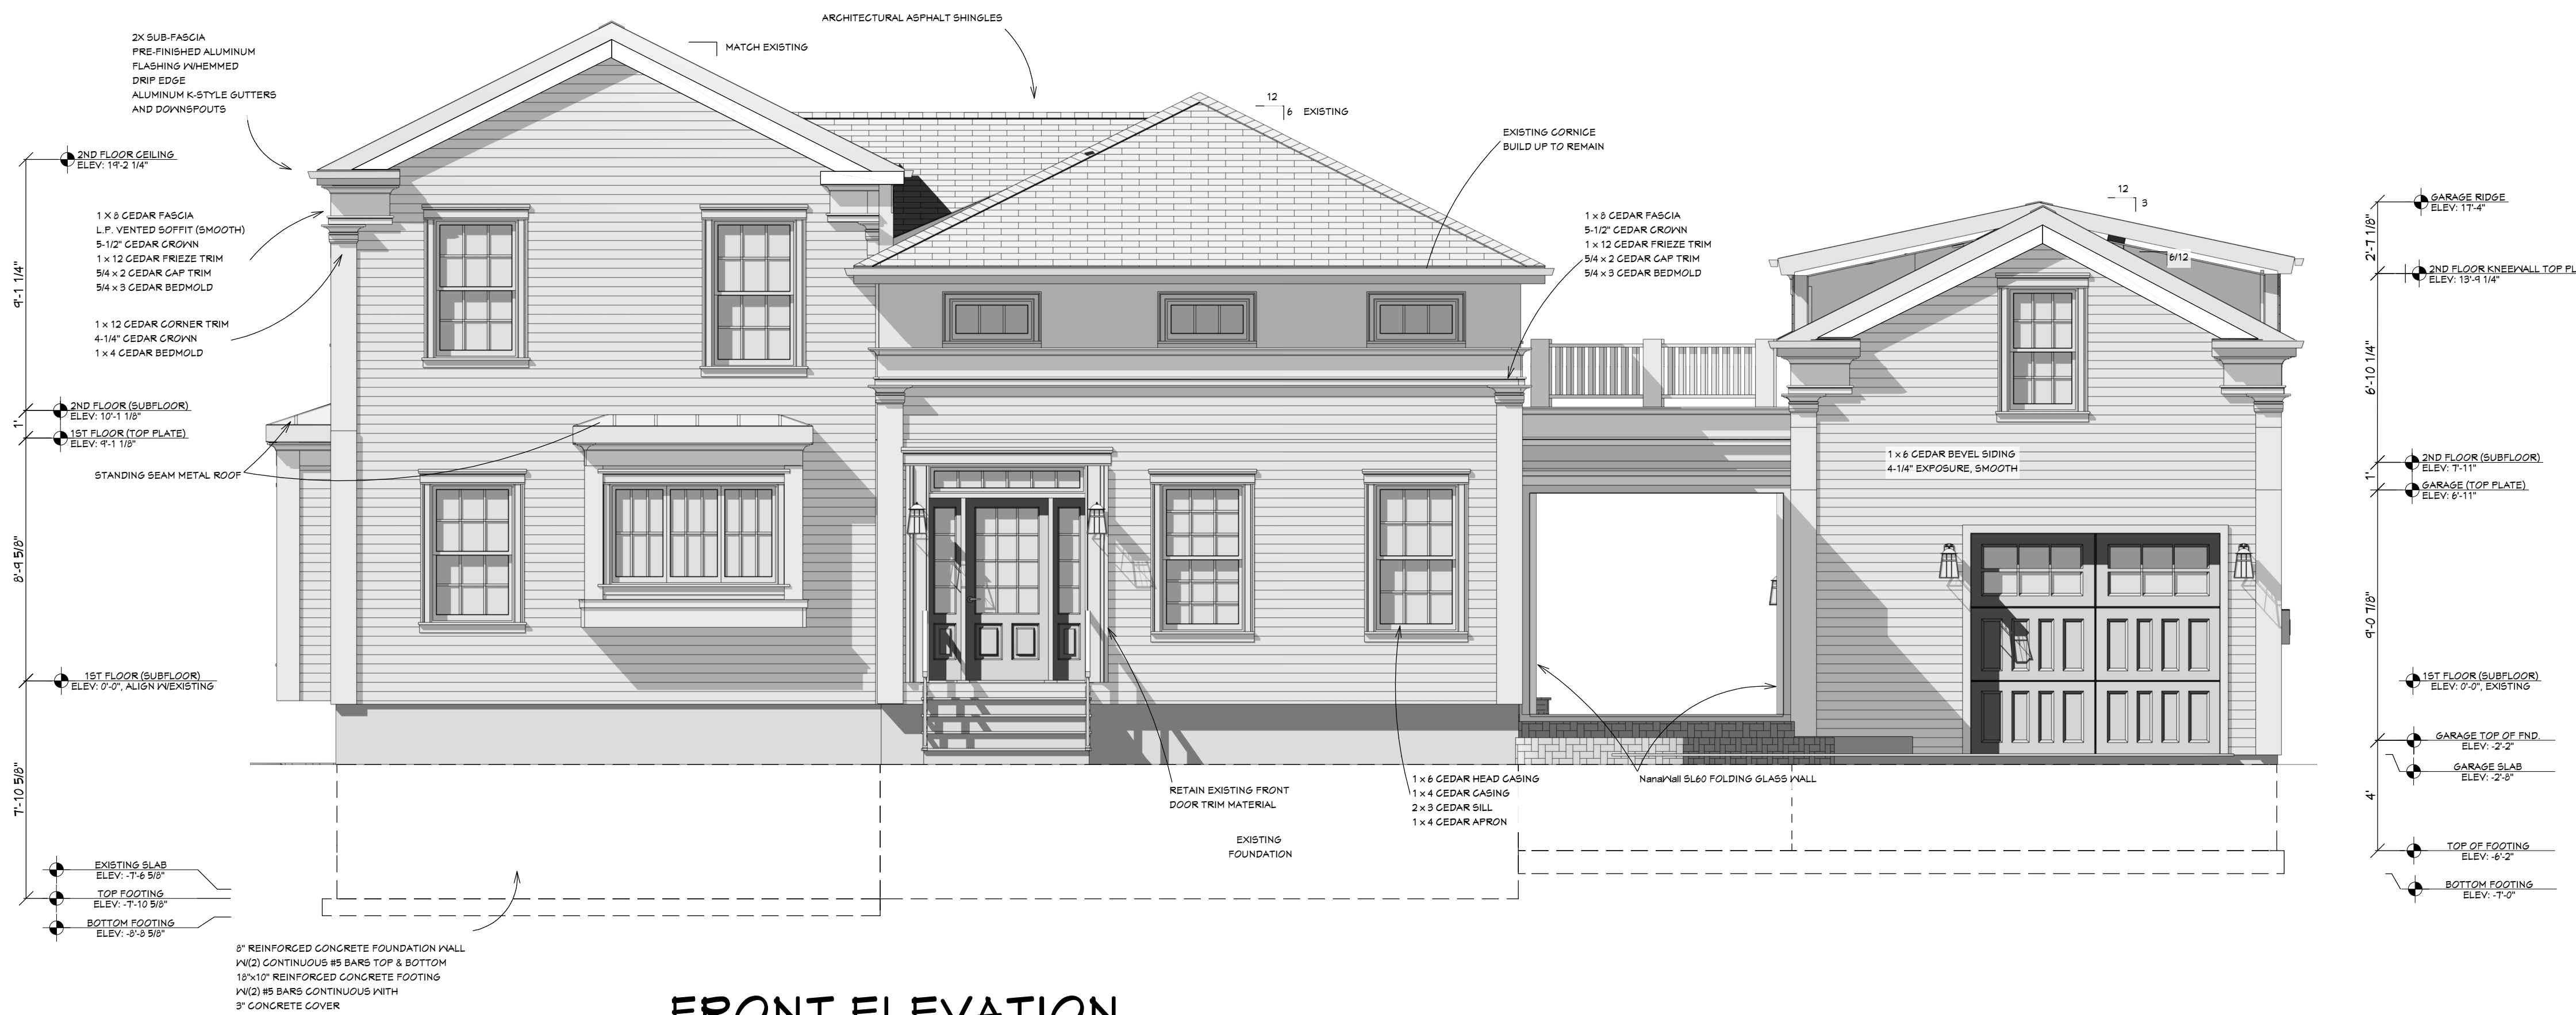 ARCHITECTURAL ASPHALT SHINGLES
2X SUB-FASCIA
PRE-FINISHED ALUMINUM
FLASHING W/HEMMED
DRIP EDGE
ALUMINUM K-STYLE GUTTERS
AND DOWNSPOUTS
MATCH EXISTING
12
6 EXISTING
EXISTING CORNICE
BUILD UP TO REMAIN
2ND FLOOR CEILING
ELEV: 19'-2 1/4"
1 X 8 CEDAR FASCIA
L.P. VENTED SOFFIT (SMOOTH)
5-1/2" CEDAR CROWN
1 x 12 CEDAR FRIEZE TRIM
5/4 x 2 CEDAR CAP TRIM
5/4 x 3 CEDAR BEDMOLD
9'-1 1/4"
1 x 12 CEDAR CORNER TRIM
4-1/4" CEDAR CROWN
1 x 4 CEDAR BEDMOLD
1 x 8 CEDAR FASCIA
5-1/2" CEDAR CROWN
1 x 12 CEDAR FRIEZE TRIM
5/4 x 2 CEDAR CAP TRIM
5/4 x 3 CEDAR BEDMOLD
12
3
6/12
GARAGE RIDGE
ELEV: 17'-4"
2'-7 1/8"
2ND FLOOR KNEEWALL TOP PL
ELEV: 13'-9 1/4"
6'-10 1/4"
2ND FLOOR (SUBFLOOR)
ELEV: 10'-1 1/8"
1'
1ST FLOOR (TOP PLATE)
ELEV: 9'-1 1/8"
STANDING SEAM METAL ROOF
1 x 6 CEDAR BEVEL SIDING
4-1/4" EXPOSURE, SMOOTH
2ND FLOOR (SUBFLOOR)
ELEV: 7'-11"
1'
GARAGE (TOP PLATE)
ELEV: 6'-11"
8'-9 5/8"
9'-0 7/8"
1ST FLOOR (SUBFLOOR)
ELEV: 0'-0", ALIGN W/EXISTING
1ST FLOOR (SUBFLOOR)
ELEV: 0'-0", EXISTING
GARAGE TOP OF FND.
ELEV: -2'-2"
GARAGE SLAB
ELEV: -2'-8"
7'-10 5/8"
4'
RETAIN EXISTING FRONT
DOOR TRIM MATERIAL
1 x 6 CEDAR HEAD CASING
1 x 4 CEDAR CASING
2 x 3 CEDAR SILL
1 x 4 CEDAR APRON
NanaWall SL60 FOLDING GLASS WALL
EXISTING
FOUNDATION
EXISTING SLAB
ELEV: -7'-6 5/8"
TOP FOOTING
ELEV: -7'-10 5/8"
BOTTOM FOOTING
ELEV: -8'-8 5/8"
TOP OF FOOTING
ELEV: -6'-2"
BOTTOM FOOTING
ELEV: -7'-0"
8" REINFORCED CONCRETE FOUNDATION WALL
W/(2) CONTINUOUS #5 BARS TOP & BOTTOM
18"x10" REINFORCED CONCRETE FOOTING
W/(2) #5 BARS CONTINUOUS WITH
3" CONCRETE COVER
FRONT ELEVATION